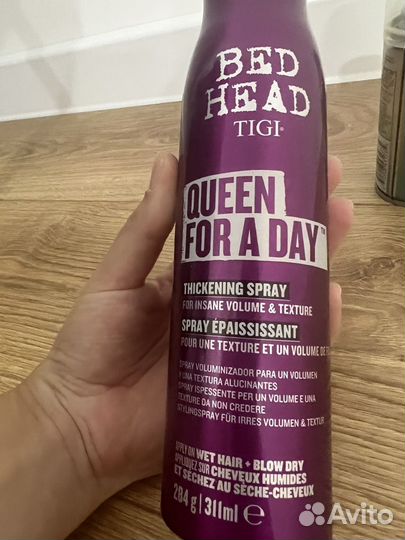 BED
HEAD
TIGI®
QUEEN
FOR A DAY™
THICKENING SPRAY
FOR INSANE VOLUME & TEXTURE
SPRAY ÉPAISSISSANT
POUR UNE TEXTURE ET UN VOLUME DE
SPRAY VOLUMINIZADOR PARA UN VOLUMEN
Y UNA TEXTURA ALUCINANTES
SPRAY ISPESSENTE PER UN VOLUME E UNA
TEXTURE DA NON CREDERE
STYLINGSPRAY FÜR IRRES VOLUMEN & TEXTUR
APPLY ON WET HAIR + BLOW DRY
APPLIQUEZ SUR CHEVEUX HUMIDES
ET SÉCHEZ AU SÈCHE-CHEVEUX
284g | 311ml e
Avito